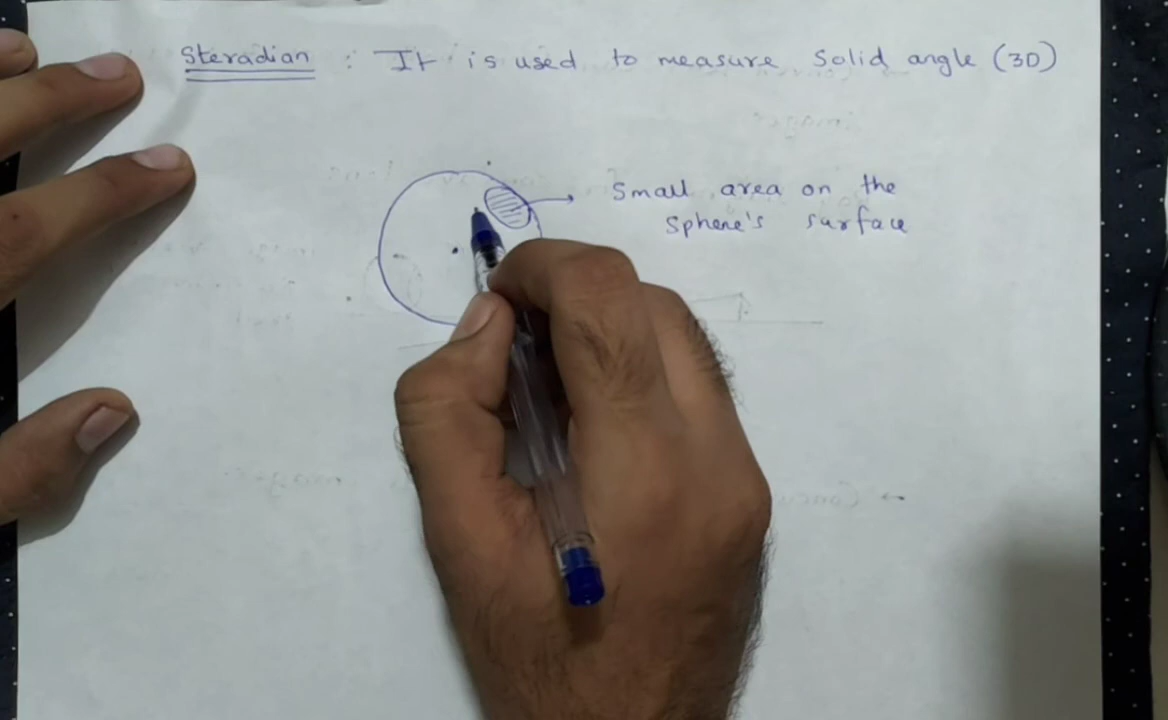 Steradian : It is used to measure Solid angle (3D)
Small area on the
Sphere's surface